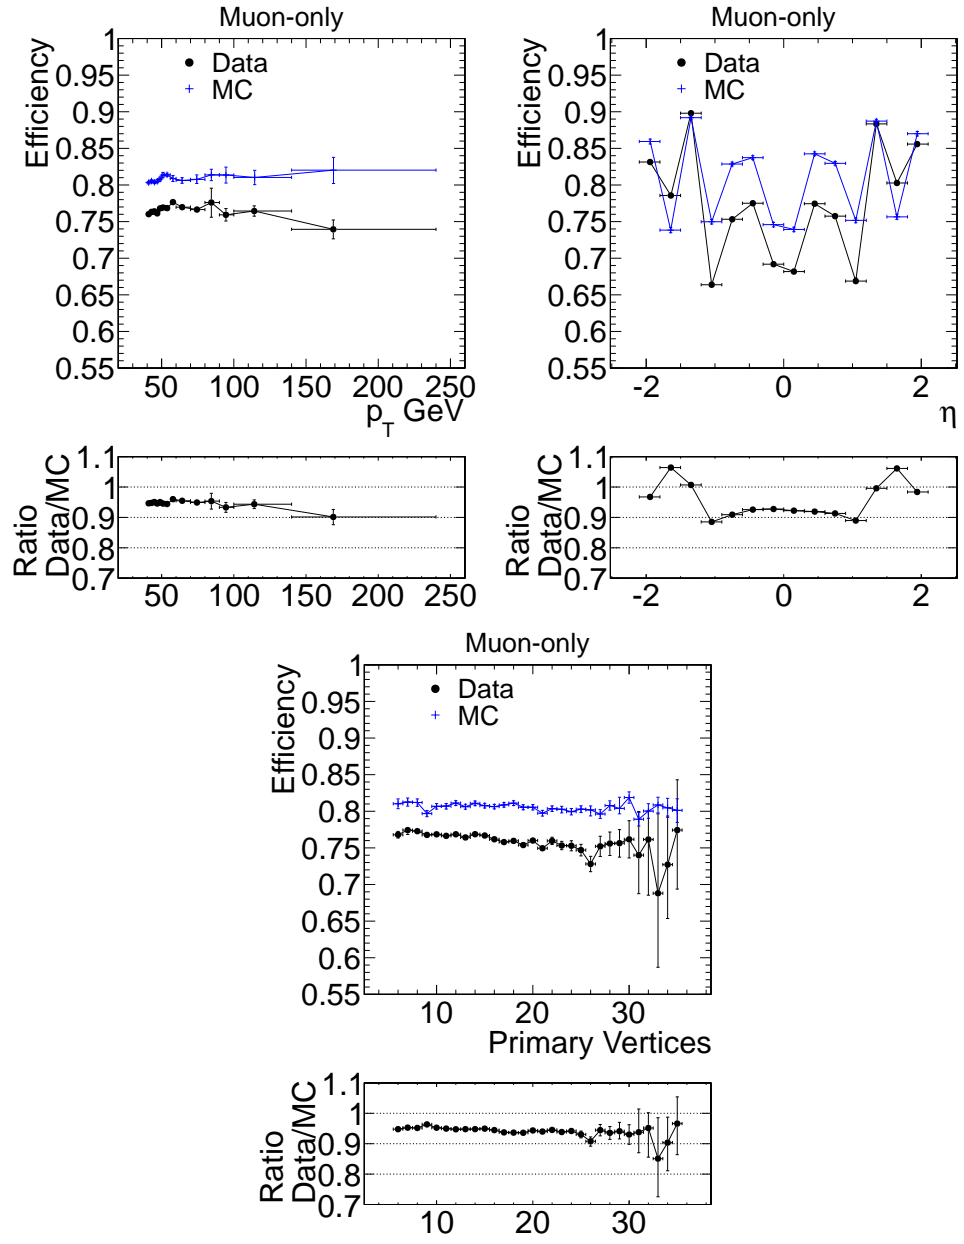 Muon-only
Efficiency
1
0.95
0.9
0.85
0.8
0.75
0.7
0.65
0.6
0.55
Data
MC
50 100 150 200 250
p_T GeV
Ratio
Data/MC
1.1
1
0.9
0.8
0.7
50 100 150 200 250
Muon-only
Efficiency
1
0.95
0.9
0.85
0.8
0.75
0.7
0.65
0.6
0.55
Data
MC
-2 0 2
η
Ratio
Data/MC
1.1
1
0.9
0.8
0.7
-2 0 2
Muon-only
Efficiency
1
0.95
0.9
0.85
0.8
0.75
0.7
0.65
0.6
0.55
Data
MC
10 20 30
Primary Vertices
Ratio
Data/MC
1.1
1
0.9
0.8
0.7
10 20 30